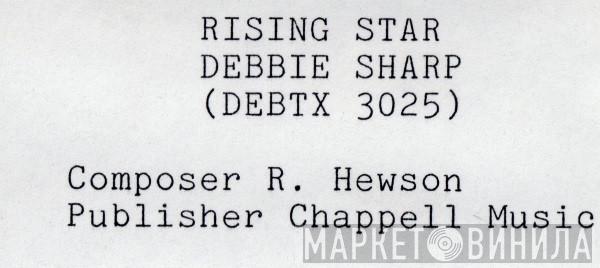 RISING STAR
DEBBIE SHARP
(DEBTX 3025)
Composer R. Hewson
Publisher Chappell Music
МАРКЕТ ВИНИЛА